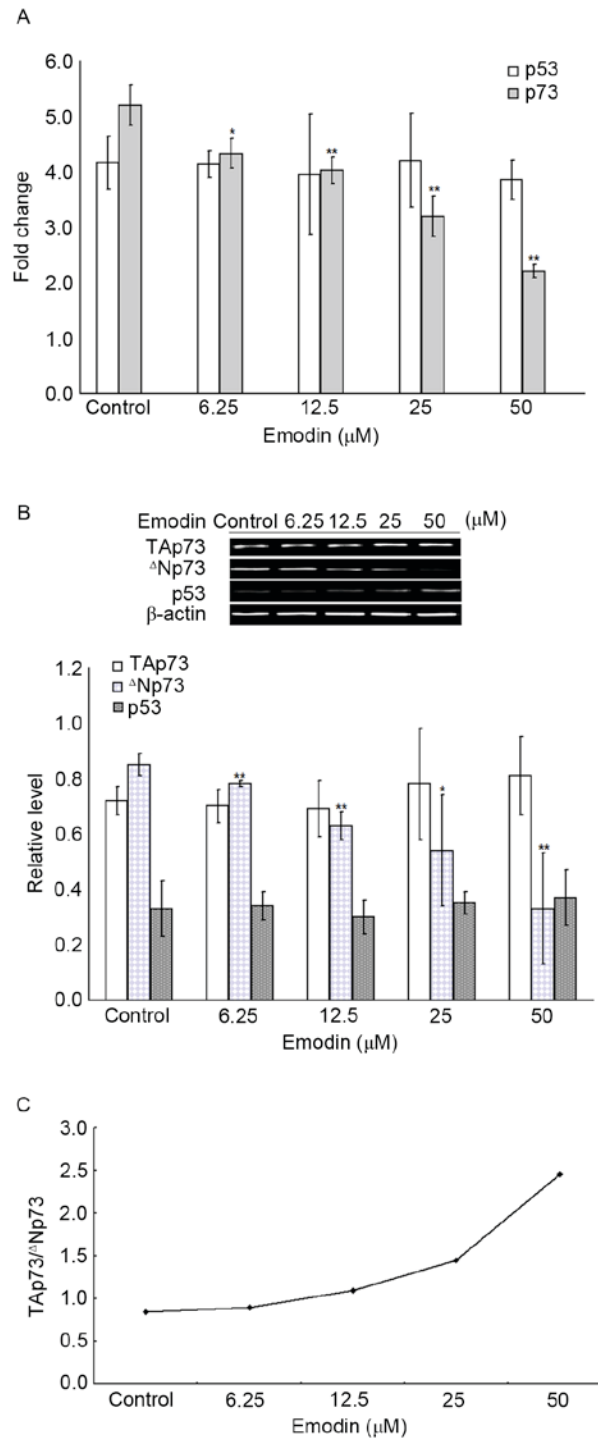 A
6.0
5.0
4.0
3.0
2.0
1.0
0.0
Fold change
p53
p73
*
**
**
**
Control 6.25 12.5 25 50
Emodin (μM)
B
Emodin Control 6.25 12.5 25 50 (μM)
TAp73
ΔNp73
p53
β-actin
1.2
1.0
0.8
0.6
0.4
0.2
0.0
Relative level
TAp73
ΔNp73
p53
**
**
*
**
Control 6.25 12.5 25 50
Emodin (μM)
C
3.0
2.5
2.0
1.5
1.0
0.5
0.0
TAp73/ΔNp73
Control 6.25 12.5 25 50
Emodin (μM)